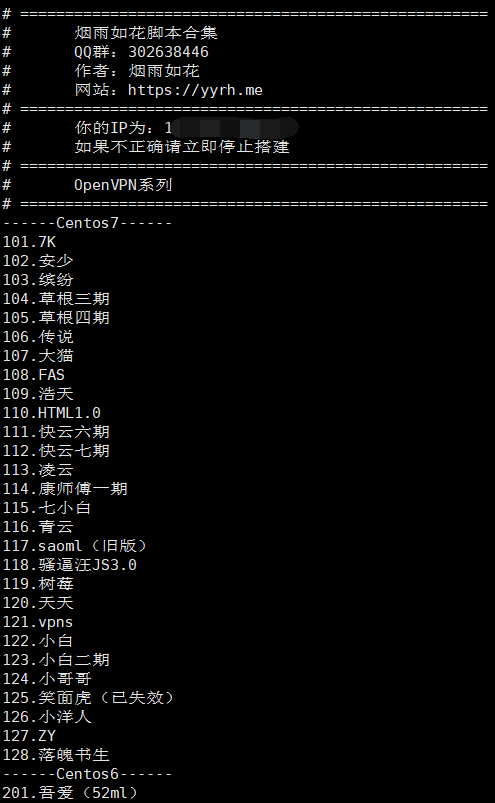 # ====================================================
# 烟雨如花脚本合集
# QQ群：302638446
# 作者：烟雨如花
# 网站：https://yyrh.me
# ====================================================
# 你的IP为：1
# 如果不正确请立即停止搭建
# ====================================================
# OpenVPN系列
# ====================================================
------Centos7------
101.7K
102.安少
103.缤纷
104.草根三期
105.草根四期
106.传说
107.大猫
108.FAS
109.浩天
110.HTML1.0
111.快云六期
112.快云七期
113.凌云
114.康师傅一期
115.七小白
116.青云
117.saoml（旧版）
118.骚逼汪JS3.0
119.树莓
120.天天
121.vpns
122.小白
123.小白二期
124.小哥哥
125.笑面虎（已失效）
126.小洋人
127.ZY
128.落魄书生
------Centos6------
201.吾爱（52ml）